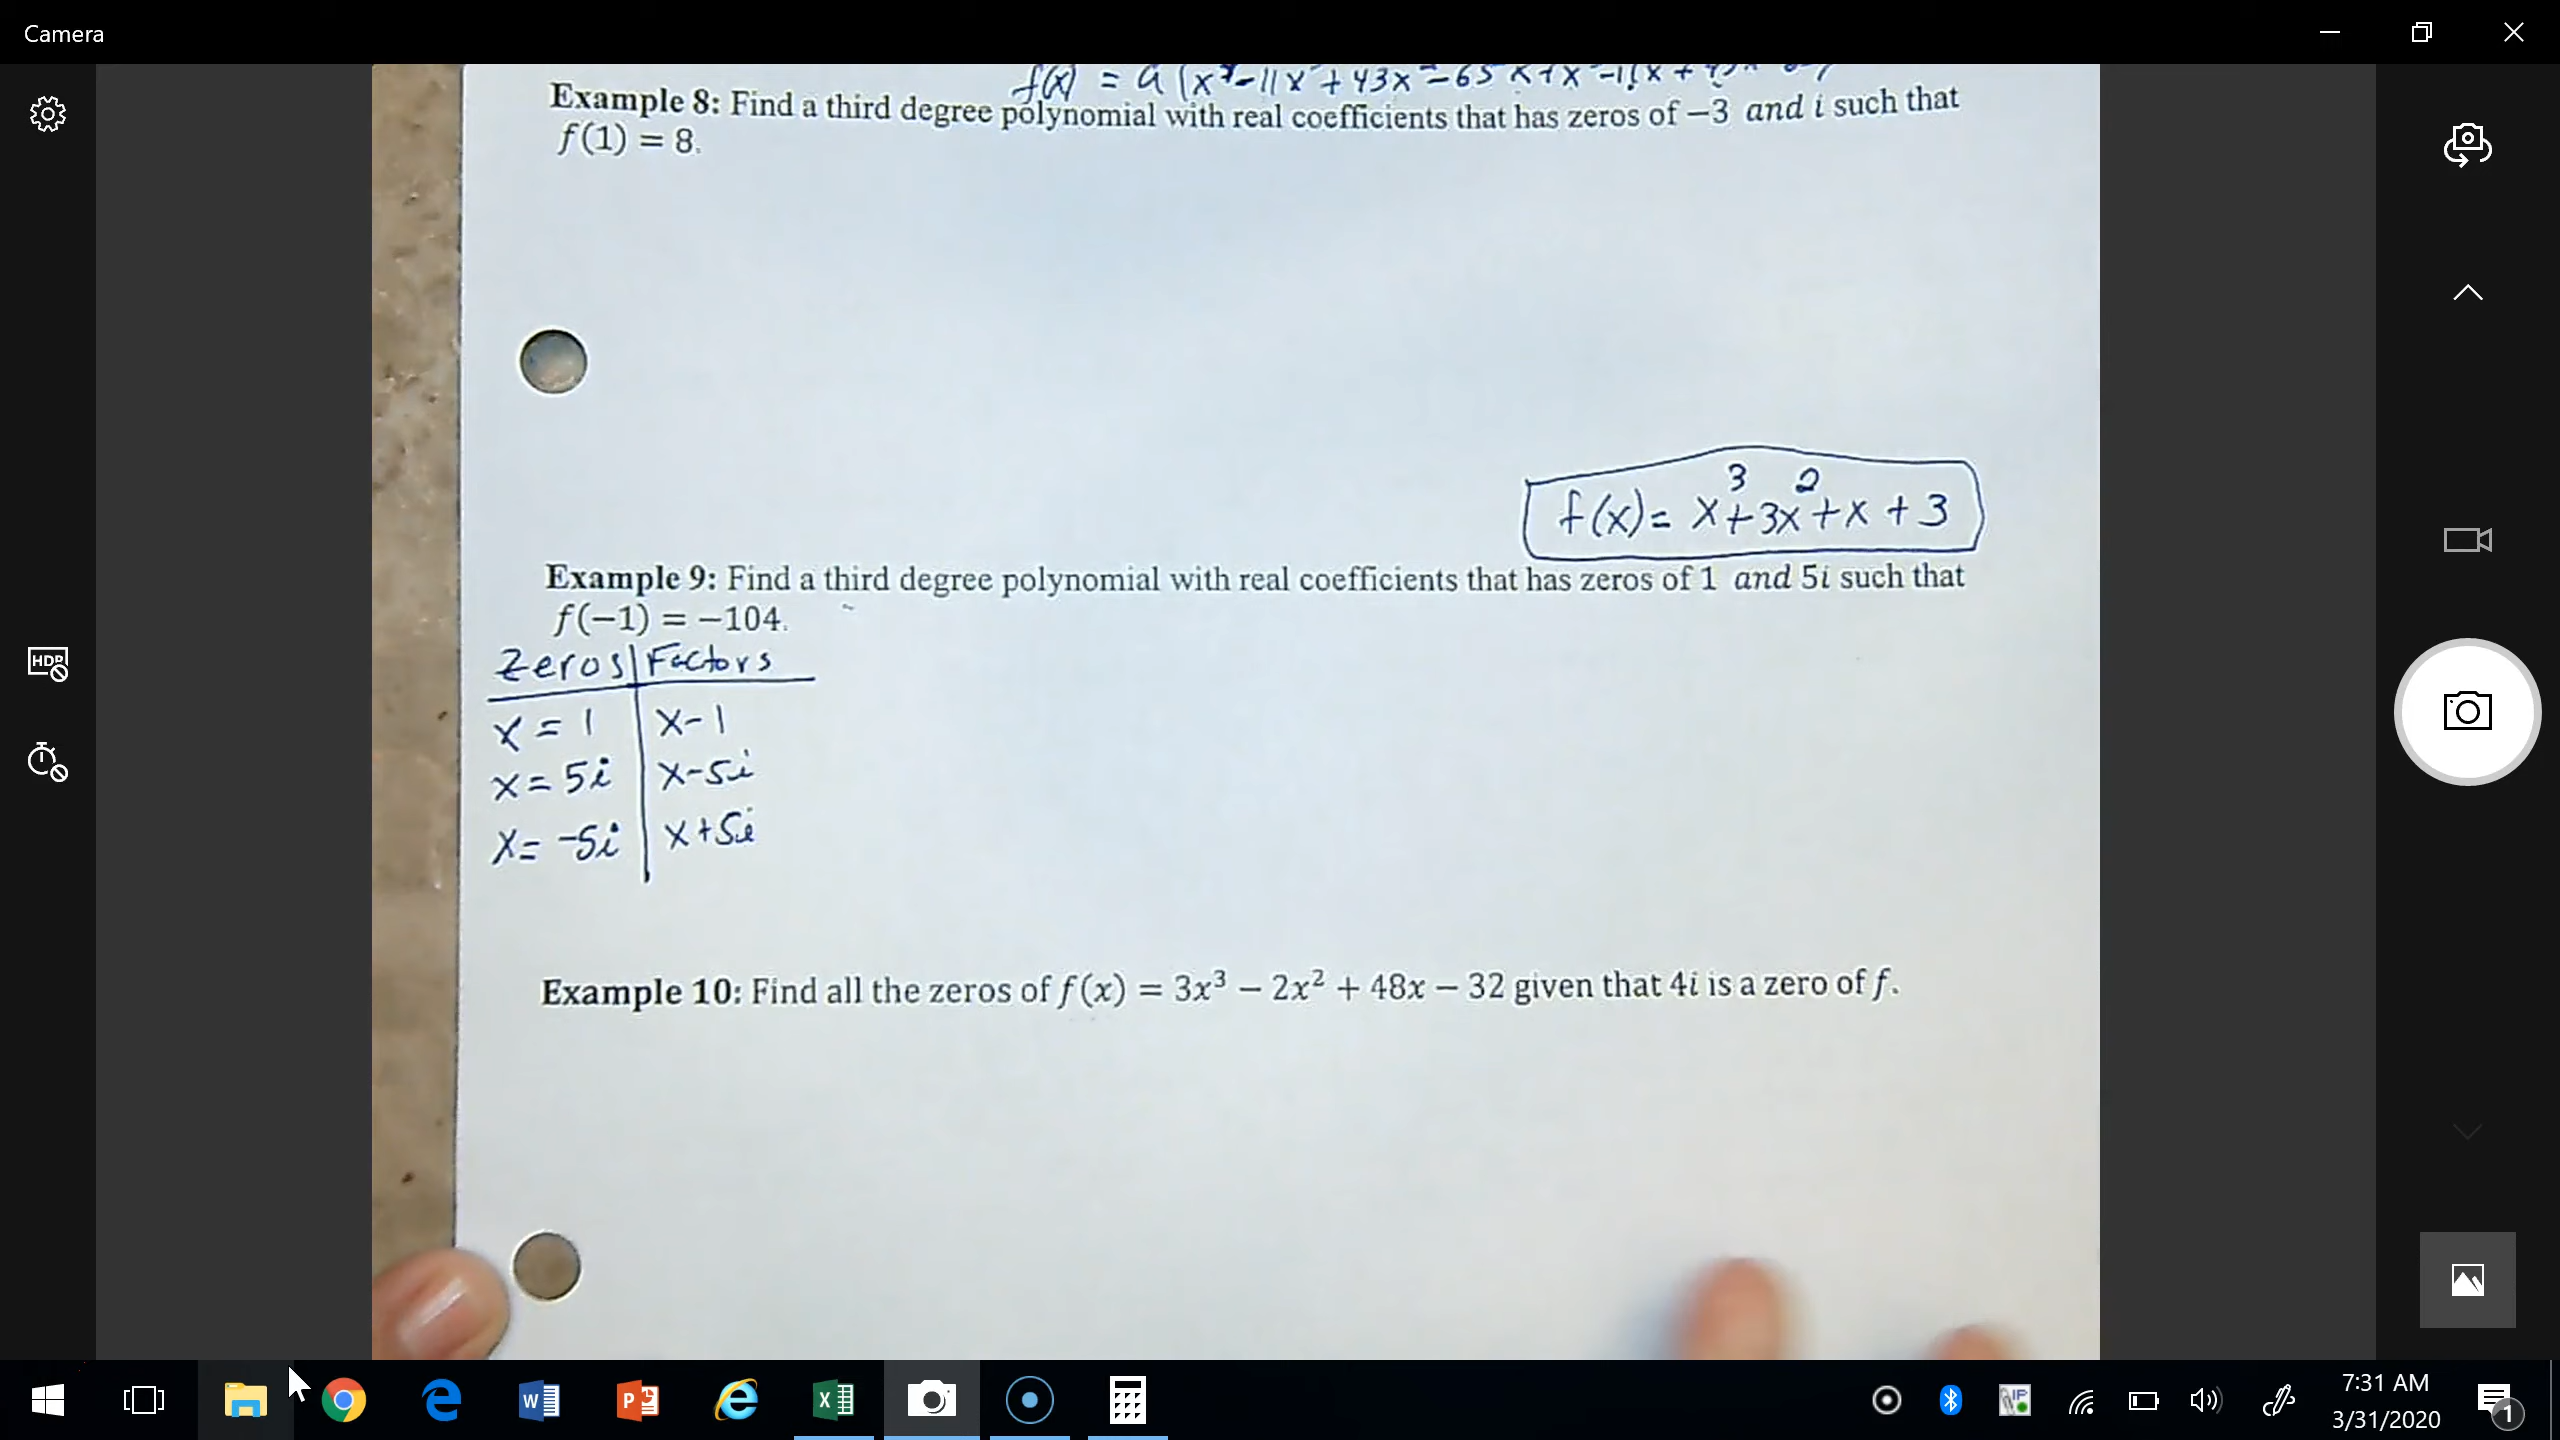 Camera
f(x) = a(x
Example 8: Find a third degree polynomial with real coefficients that has zeros of −3 and i such that
f(1) = 8.
f(x) = x³ + 3x² + x + 3
Example 9: Find a third degree polynomial with real coefficients that has zeros of 1 and 5i such that
f(−1) = −104.
Zeros | Factors
x = 1 | x - 1
x = 5i | x - 5i
x = -5i | x + 5i
Example 10: Find all the zeros of f(x) = 3x³ − 2x² + 48x − 32 given that 4i is a zero of f.
HDR
7:31 AM
3/31/2020
1